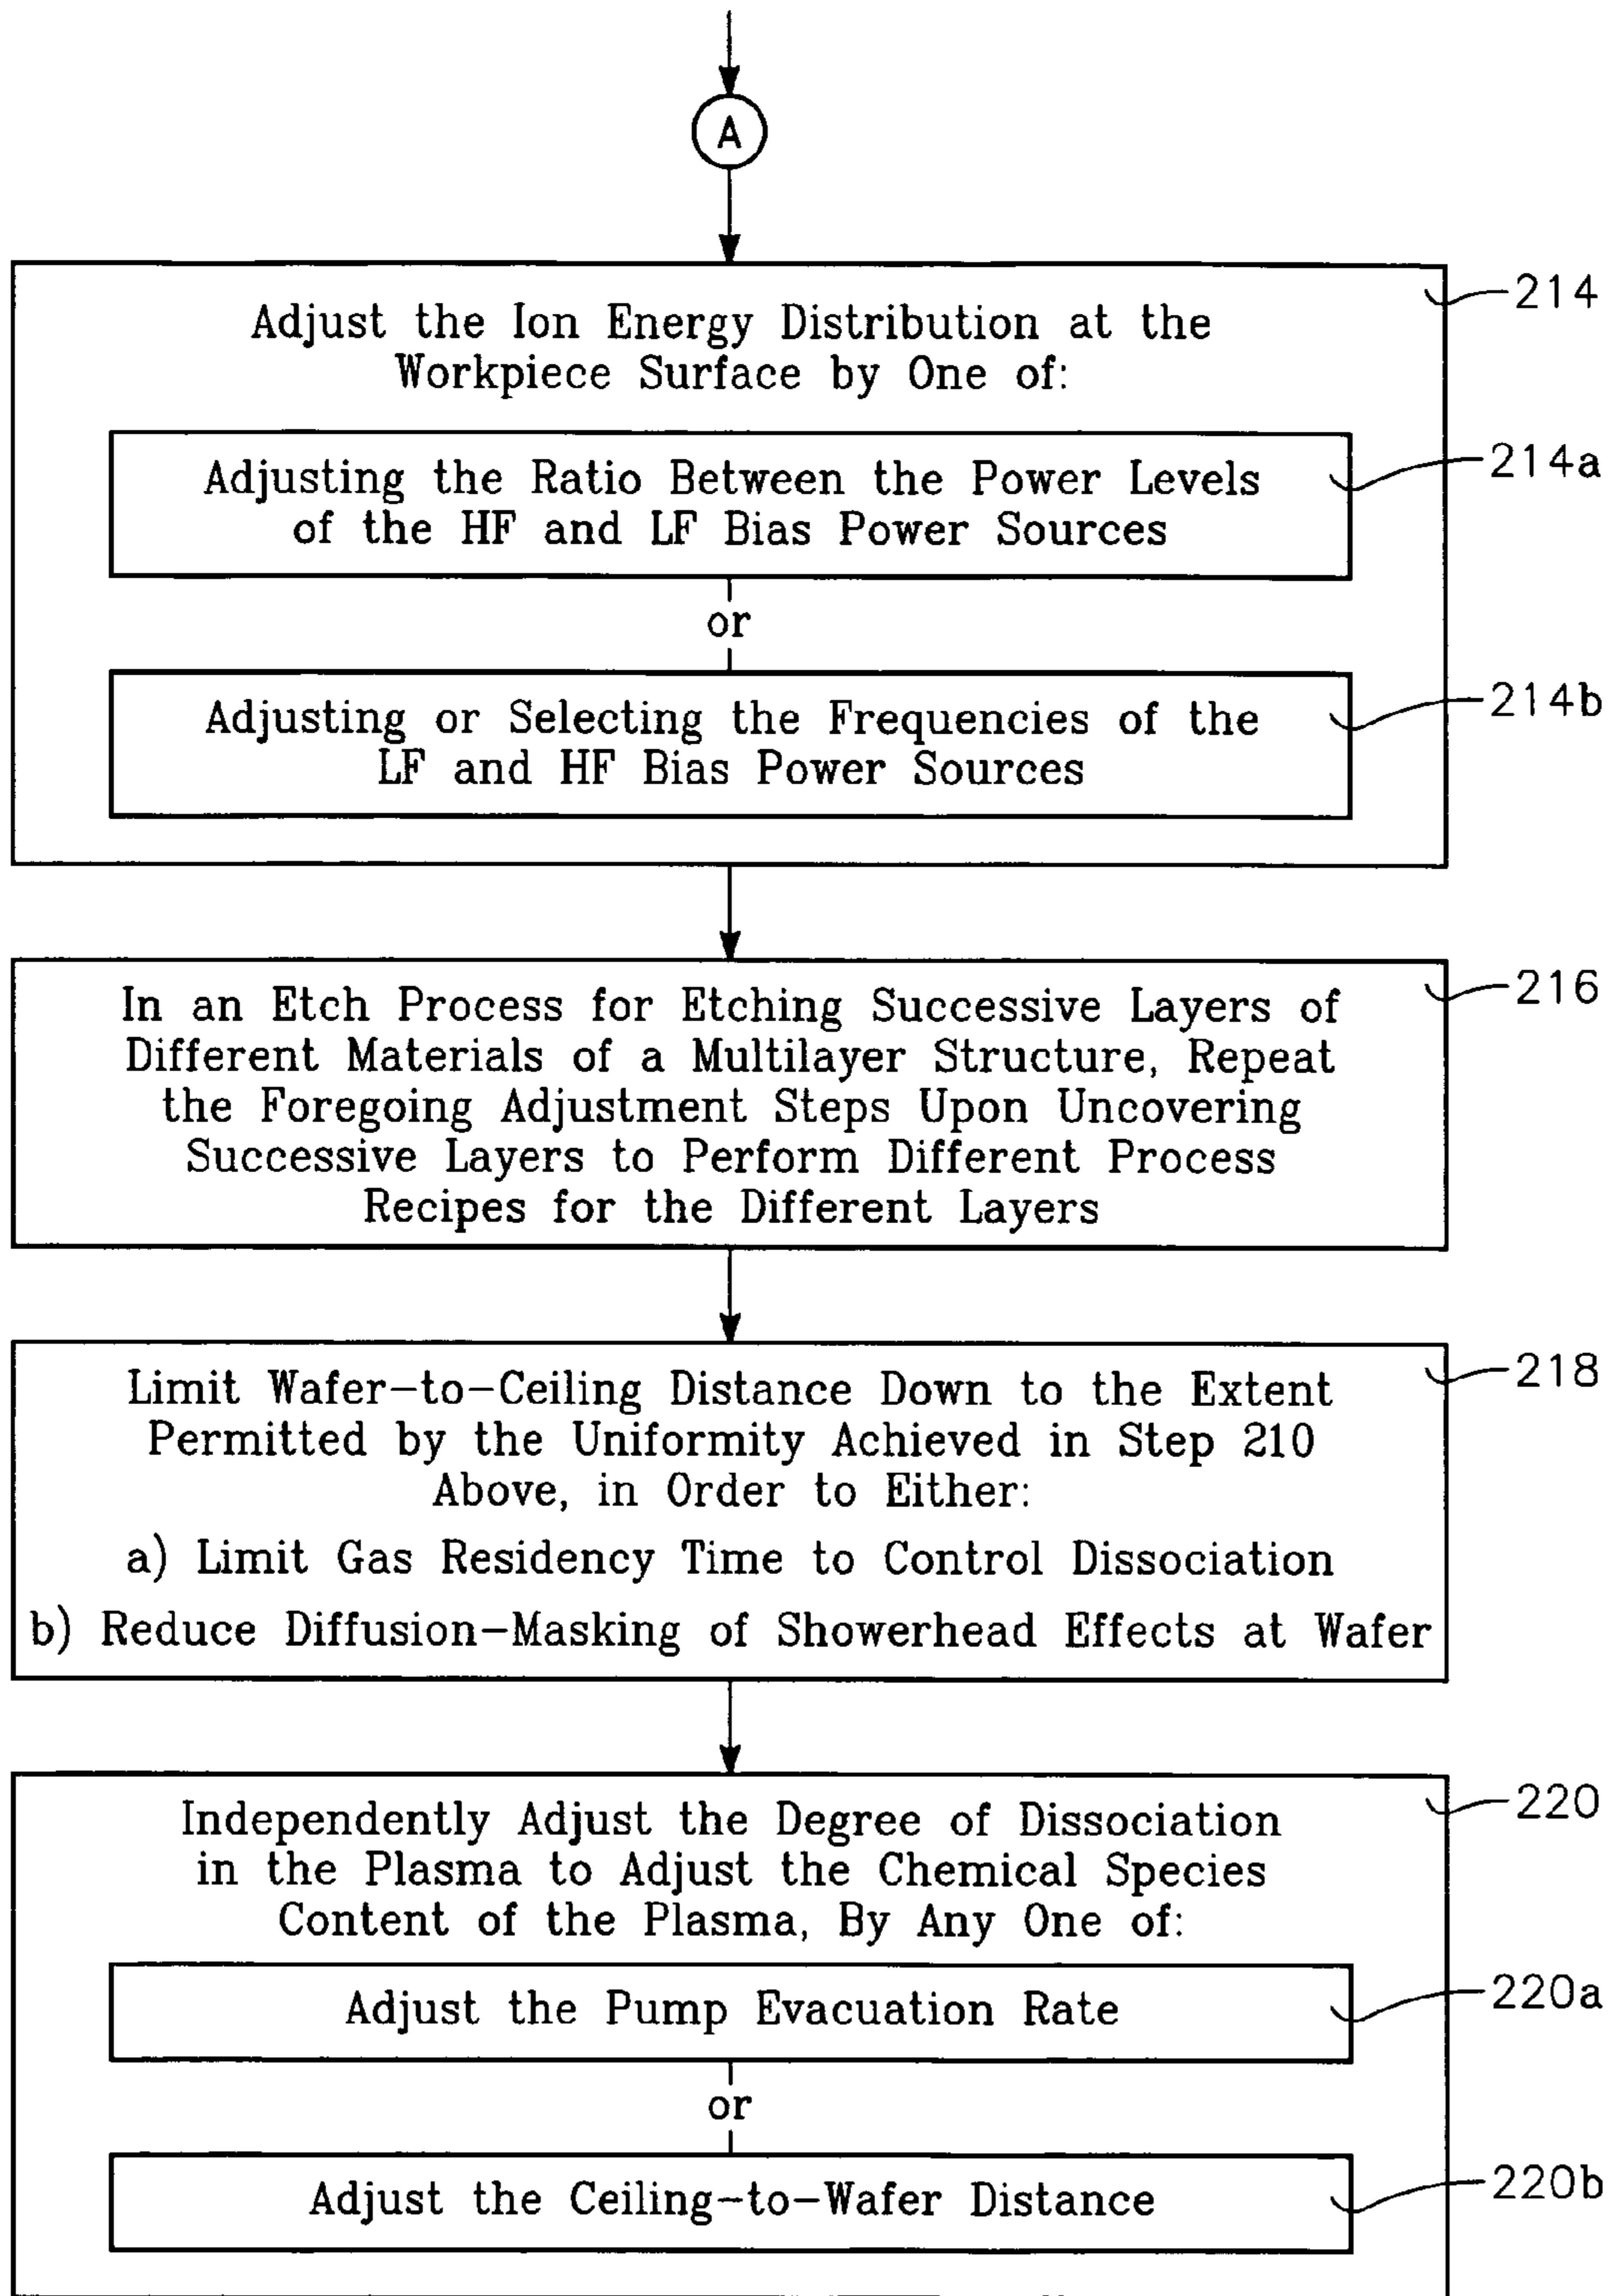 A
Adjust the Ion Energy Distribution at the
Workpiece Surface by One of:
214
Adjusting the Ratio Between the Power Levels
of the HF and LF Bias Power Sources
214a
or
Adjusting or Selecting the Frequencies of the
LF and HF Bias Power Sources
214b
In an Etch Process for Etching Successive Layers of
Different Materials of a Multilayer Structure, Repeat
the Foregoing Adjustment Steps Upon Uncovering
Successive Layers to Perform Different Process
Recipes for the Different Layers
216
Limit Wafer-to-Ceiling Distance Down to the Extent
Permitted by the Uniformity Achieved in Step 210
Above, in Order to Either:
a) Limit Gas Residency Time to Control Dissociation
b) Reduce Diffusion-Masking of Showerhead Effects at Wafer
218
Independently Adjust the Degree of Dissociation
in the Plasma to Adjust the Chemical Species
Content of the Plasma, By Any One of:
220
Adjust the Pump Evacuation Rate
220a
or
Adjust the Ceiling-to-Wafer Distance
220b